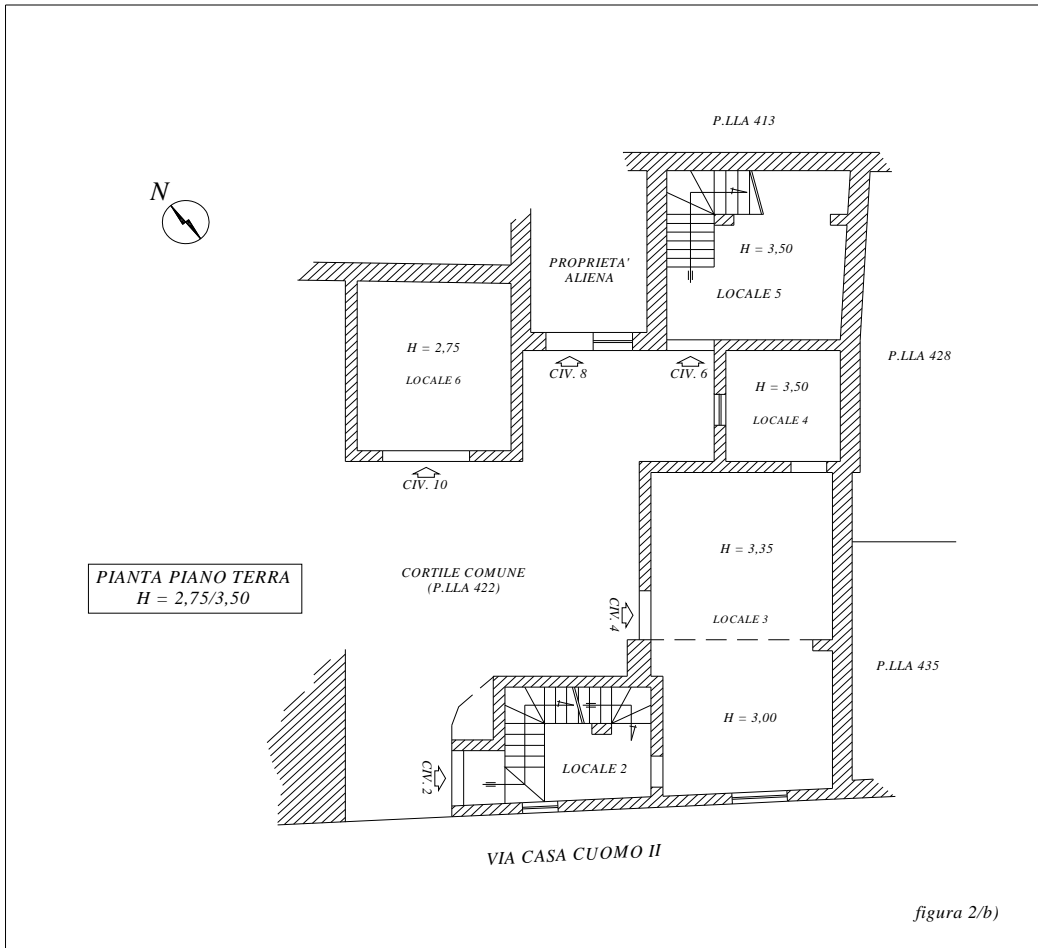 P.LLA 413
N
PROPRIETA'
ALIENA
H = 3,50
LOCALE 5
H = 2,75
LOCALE 6
CIV. 8
CIV. 6
P.LLA 428
H = 3,50
LOCALE 4
CIV. 10
H = 3,35
PIANTA PIANO TERRA
H = 2,75/3,50
CORTILE COMUNE
(P.LLA 422)
CIV. 4
LOCALE 3
P.LLA 435
H = 3,00
CIV. 2
LOCALE 2
VIA CASA CUOMO II
figura 2/b)